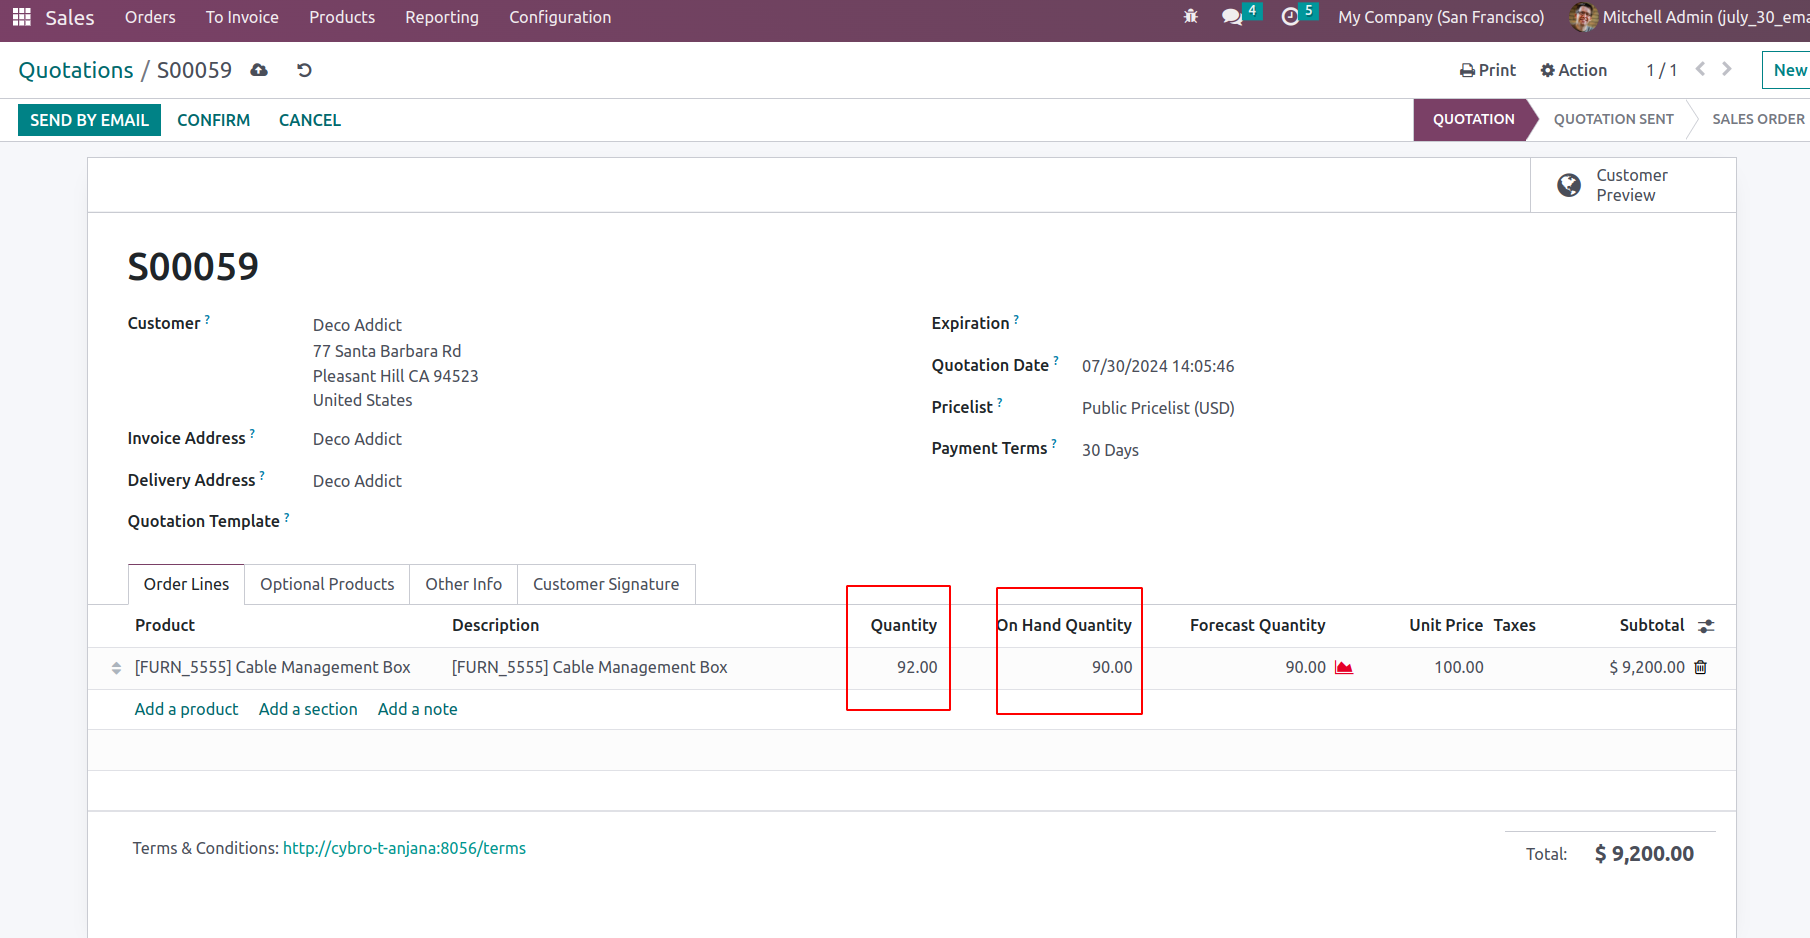 Sales Orders To Invoice Products Reporting Configuration 4 5 My Company (San Francisco) Mitchell Admin (july_30_ema
Quotations / S00059 Print Action 1 / 1 New
SEND BY EMAIL CONFIRM CANCEL QUOTATION QUOTATION SENT SALES ORDER
Customer
Preview
S00059
Customer ? Deco Addict
77 Santa Barbara Rd
Pleasant Hill CA 94523
United States
Invoice Address ? Deco Addict
Delivery Address ? Deco Addict
Quotation Template ?
Expiration ?
Quotation Date ? 07/30/2024 14:05:46
Pricelist ? Public Pricelist (USD)
Payment Terms ? 30 Days
Order Lines Optional Products Other Info Customer Signature
Product Description Quantity On Hand Quantity Forecast Quantity Unit Price Taxes Subtotal
[FURN_5555] Cable Management Box [FURN_5555] Cable Management Box 92.00 90.00 90.00 100.00 $ 9,200.00
Add a product Add a section Add a note
Terms & Conditions: http://cybro-t-anjana:8056/terms
Total: $ 9,200.00